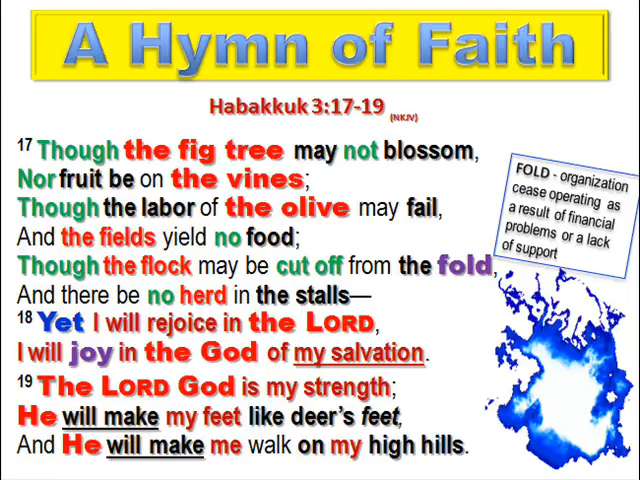 A Hymn of Faith
Habakkuk 3:17-19 (NKJV)
17 Though the fig tree may not blossom,
Nor fruit be on the vines;
Though the labor of the olive may fail,
And the fields yield no food;
Though the flock may be cut off from the fold,
And there be no herd in the stalls—
18 Yet I will rejoice in the LORD,
I will joy in the God of my salvation.
19 The LORD God is my strength;
He will make my feet like deer's feet,
And He will make me walk on my high hills.
FOLD - organization
cease operating as
a result of financial
problems or a lack
of support